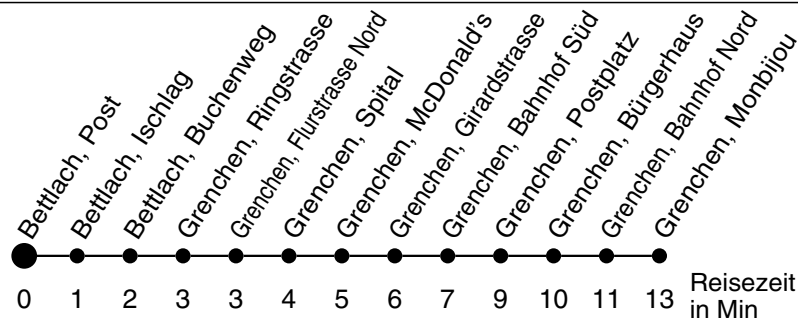 Bettlach, Post
Bettlach, Ischlag
Bettlach, Buchenweg
Grenchen, Ringstrasse
Grenchen, Flurstrasse Nord
Grenchen, Spital
Grenchen, McDonald's
Grenchen, Girardstrasse
Grenchen, Bahnhof Süd
Grenchen, Postplatz
Grenchen, Bürgerhaus
Grenchen, Bahnhof Nord
Grenchen, Monbijou
0 1 2 3 3 4 5 6 7 9 10 11 13
Reisezeit
in Min